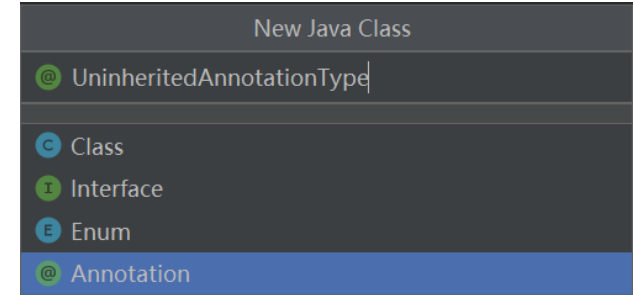 New Java Class
@ UninheritedAnnotationType
C Class
I Interface
E Enum
@ Annotation